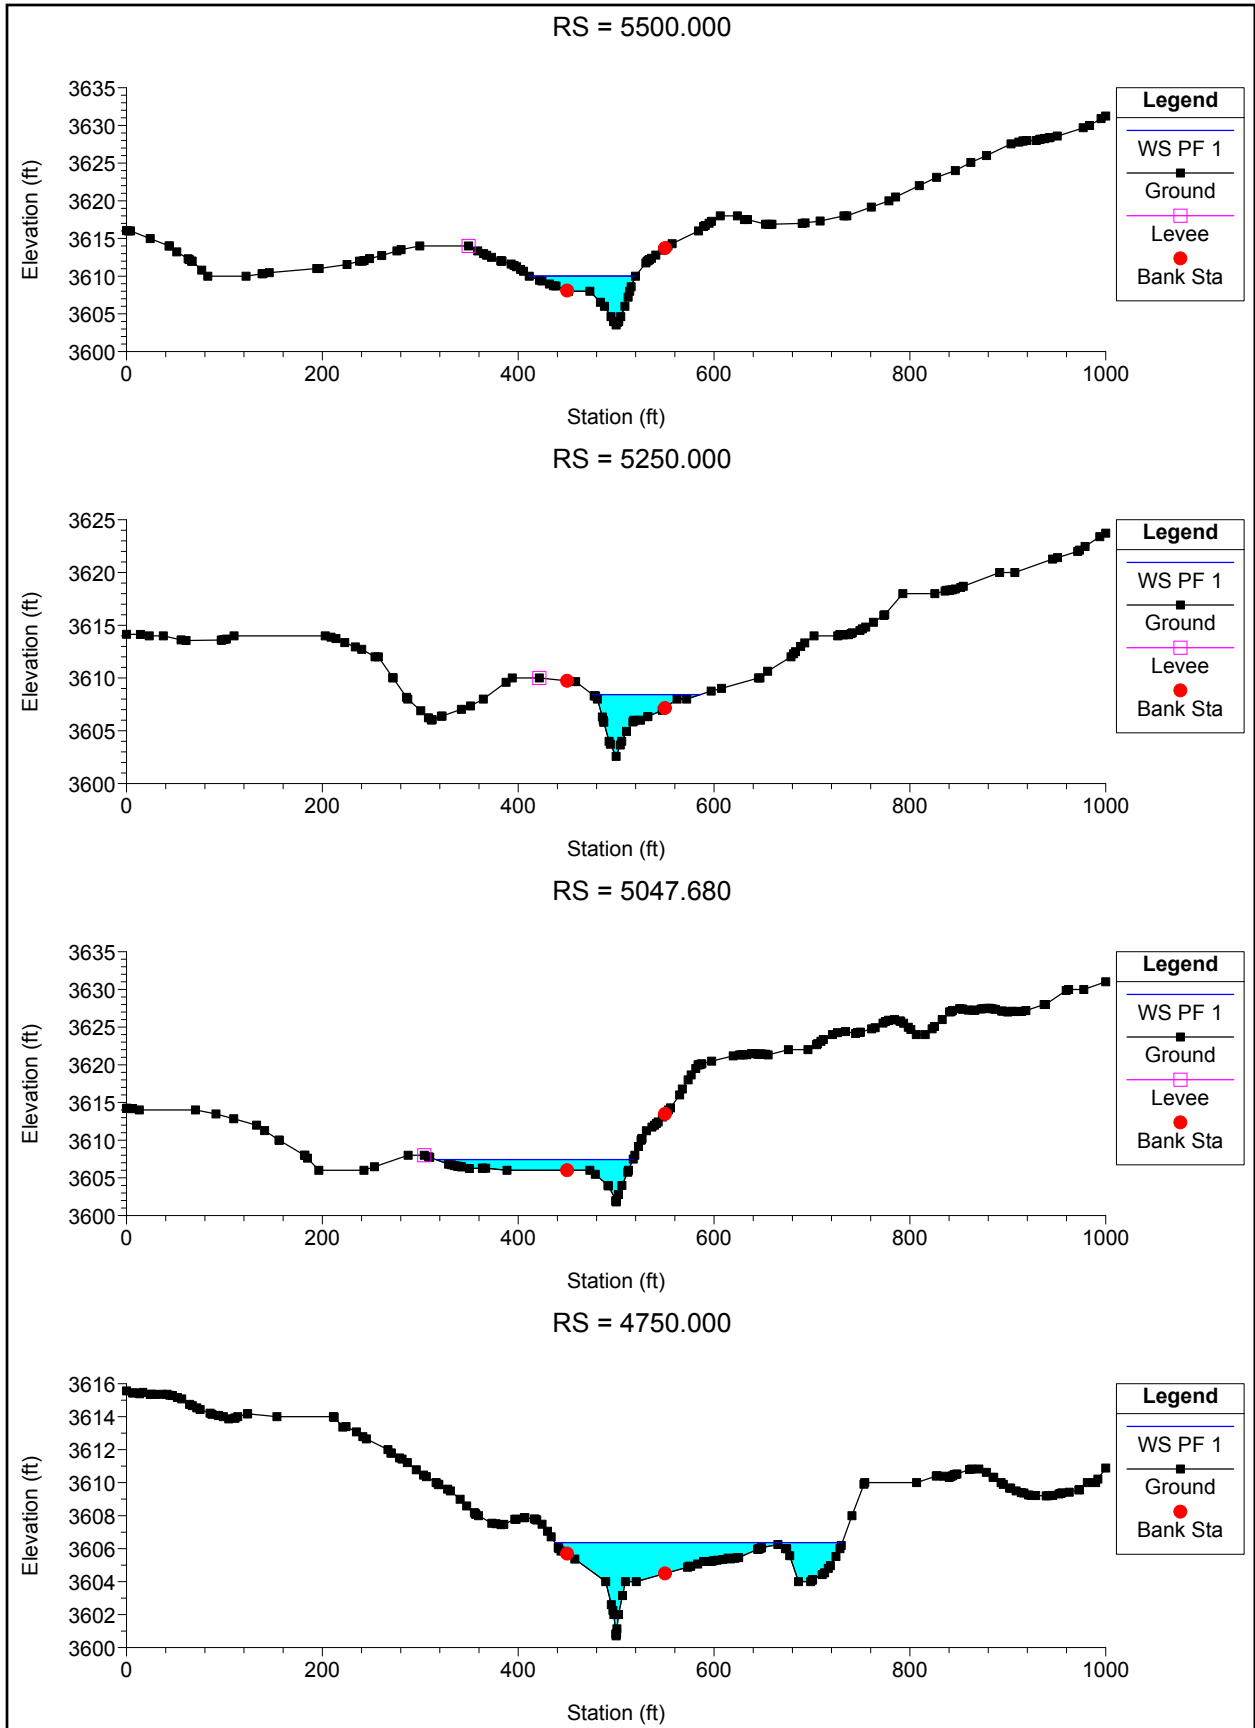 RS = 5500.000
Elevation (ft)
3635
3630
3625
3620
3615
3610
3605
3600
0 200 400 600 800 1000
Station (ft)
Legend
WS PF 1
Ground
Levee
Bank Sta
RS = 5250.000
Elevation (ft)
3625
3620
3615
3610
3605
3600
0 200 400 600 800 1000
Station (ft)
Legend
WS PF 1
Ground
Levee
Bank Sta
RS = 5047.680
Elevation (ft)
3635
3630
3625
3620
3615
3610
3605
3600
0 200 400 600 800 1000
Station (ft)
Legend
WS PF 1
Ground
Levee
Bank Sta
RS = 4750.000
Elevation (ft)
3616
3614
3612
3610
3608
3606
3604
3602
3600
0 200 400 600 800 1000
Station (ft)
Legend
WS PF 1
Ground
Bank Sta